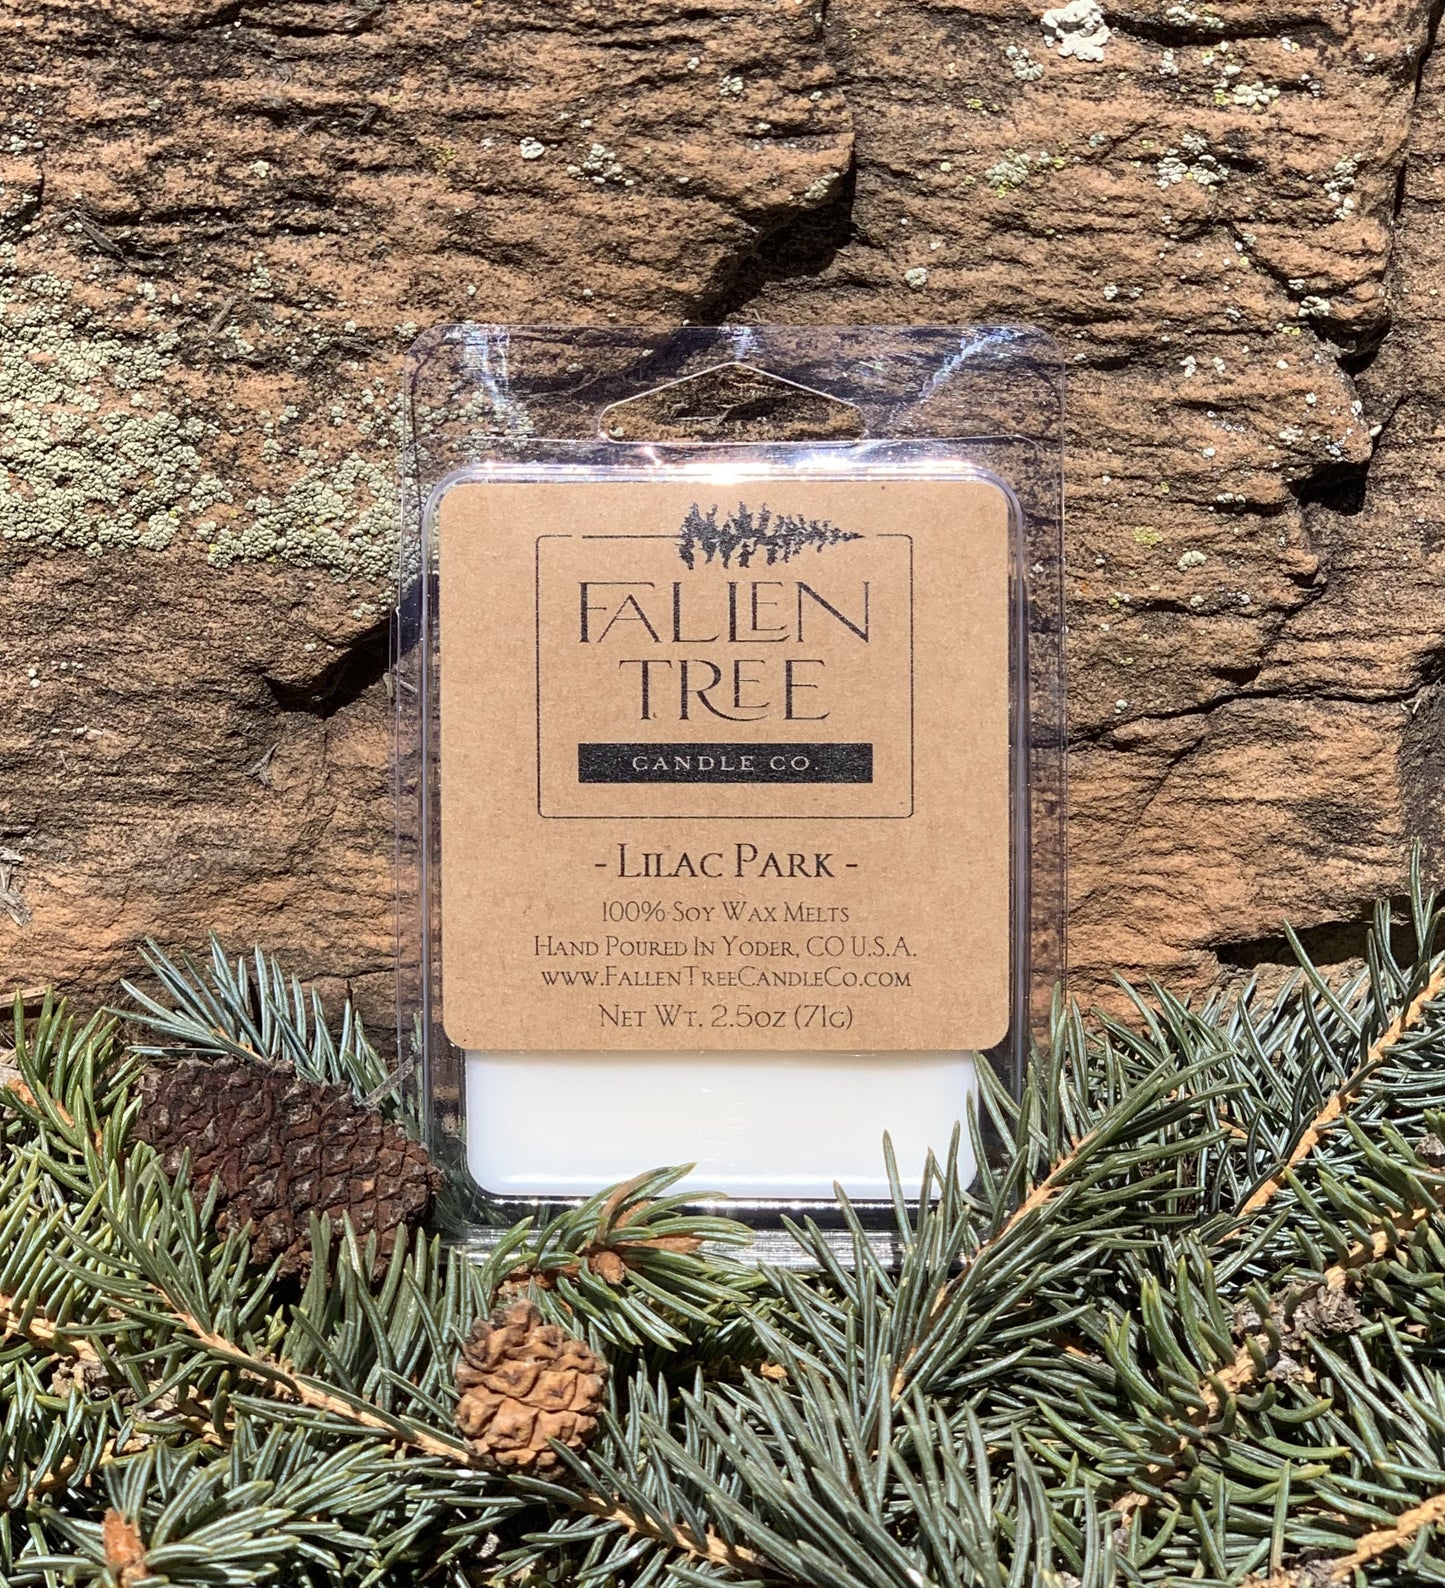 FALLEN
TREE
CANDLE CO.
- LILAC PARK -
100% SOY WAX MELTS
HAND POURED IN YODER, CO U.S.A.
WWW.FALLENTREECANDLECO.COM
NET WT. 2.5OZ (71G)